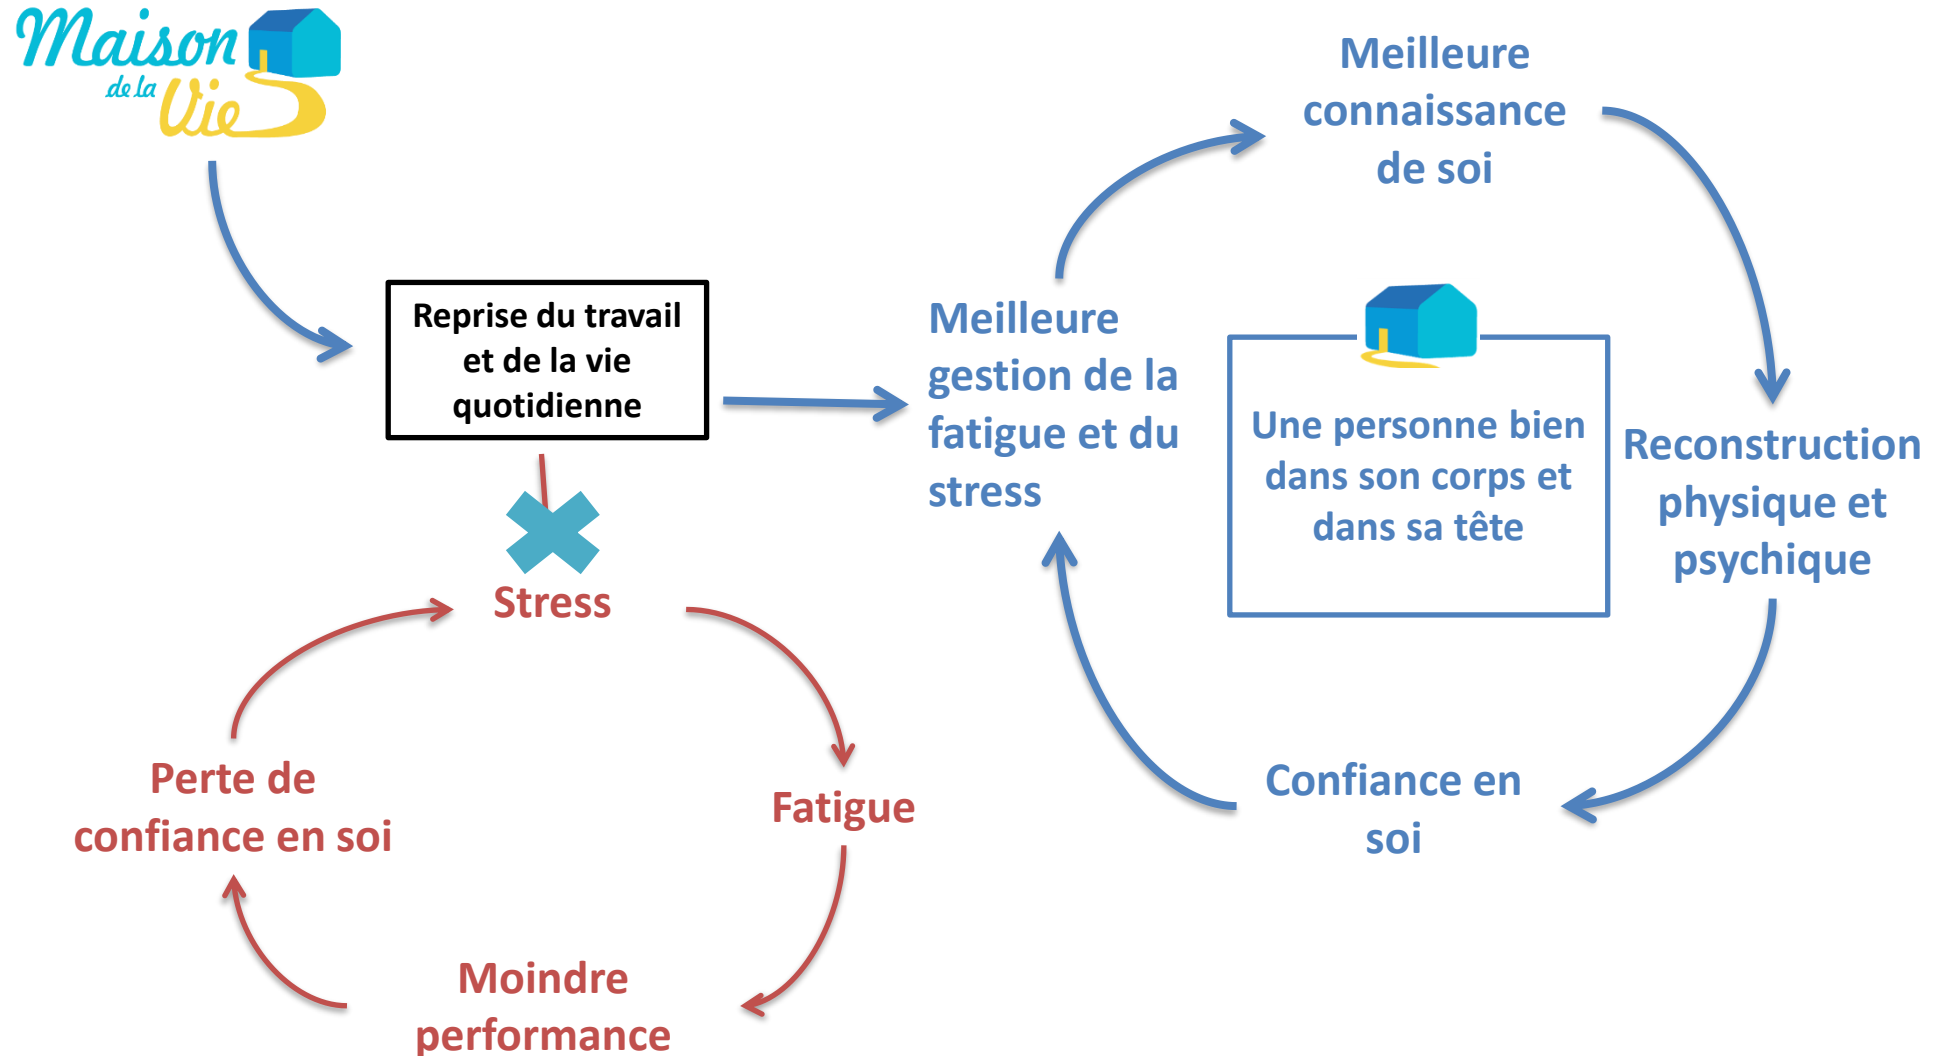 Maison
de la
Vie
Meilleure
connaissance
de soi
Reprise du travail
et de la vie
quotidienne
Meilleure
gestion de la
fatigue et du
stress
Une personne bien
dans son corps et
dans sa tête
Reconstruction
physique et
psychique
Stress
Perte de
confiance en soi
Fatigue
Confiance en
soi
Moindre
performance